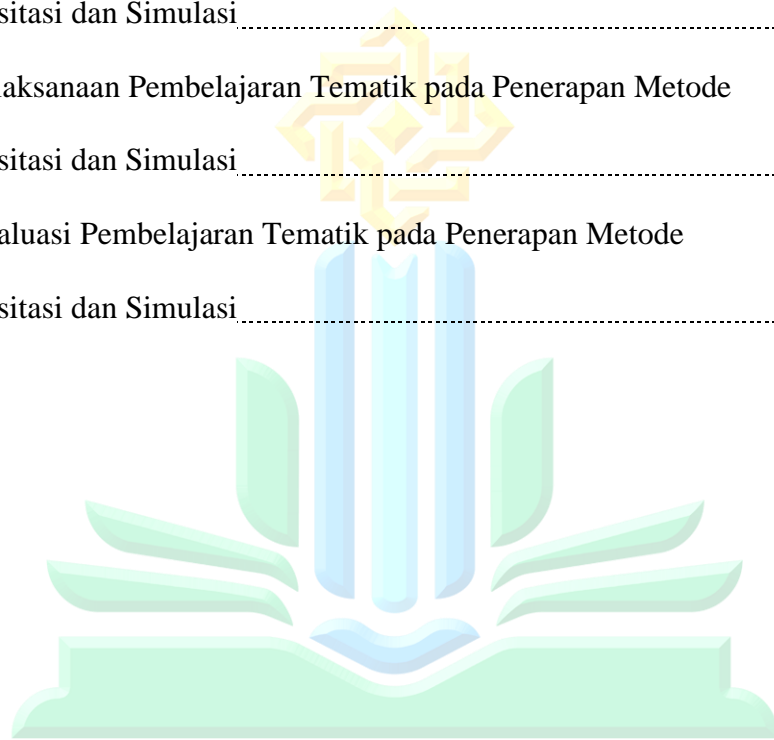 sitasi dan Simulasi
laksanaan Pembelajaran Tematik pada Penerapan Metode
sitasi dan Simulasi
aluasi Pembelajaran Tematik pada Penerapan Metode
sitasi dan Simulasi